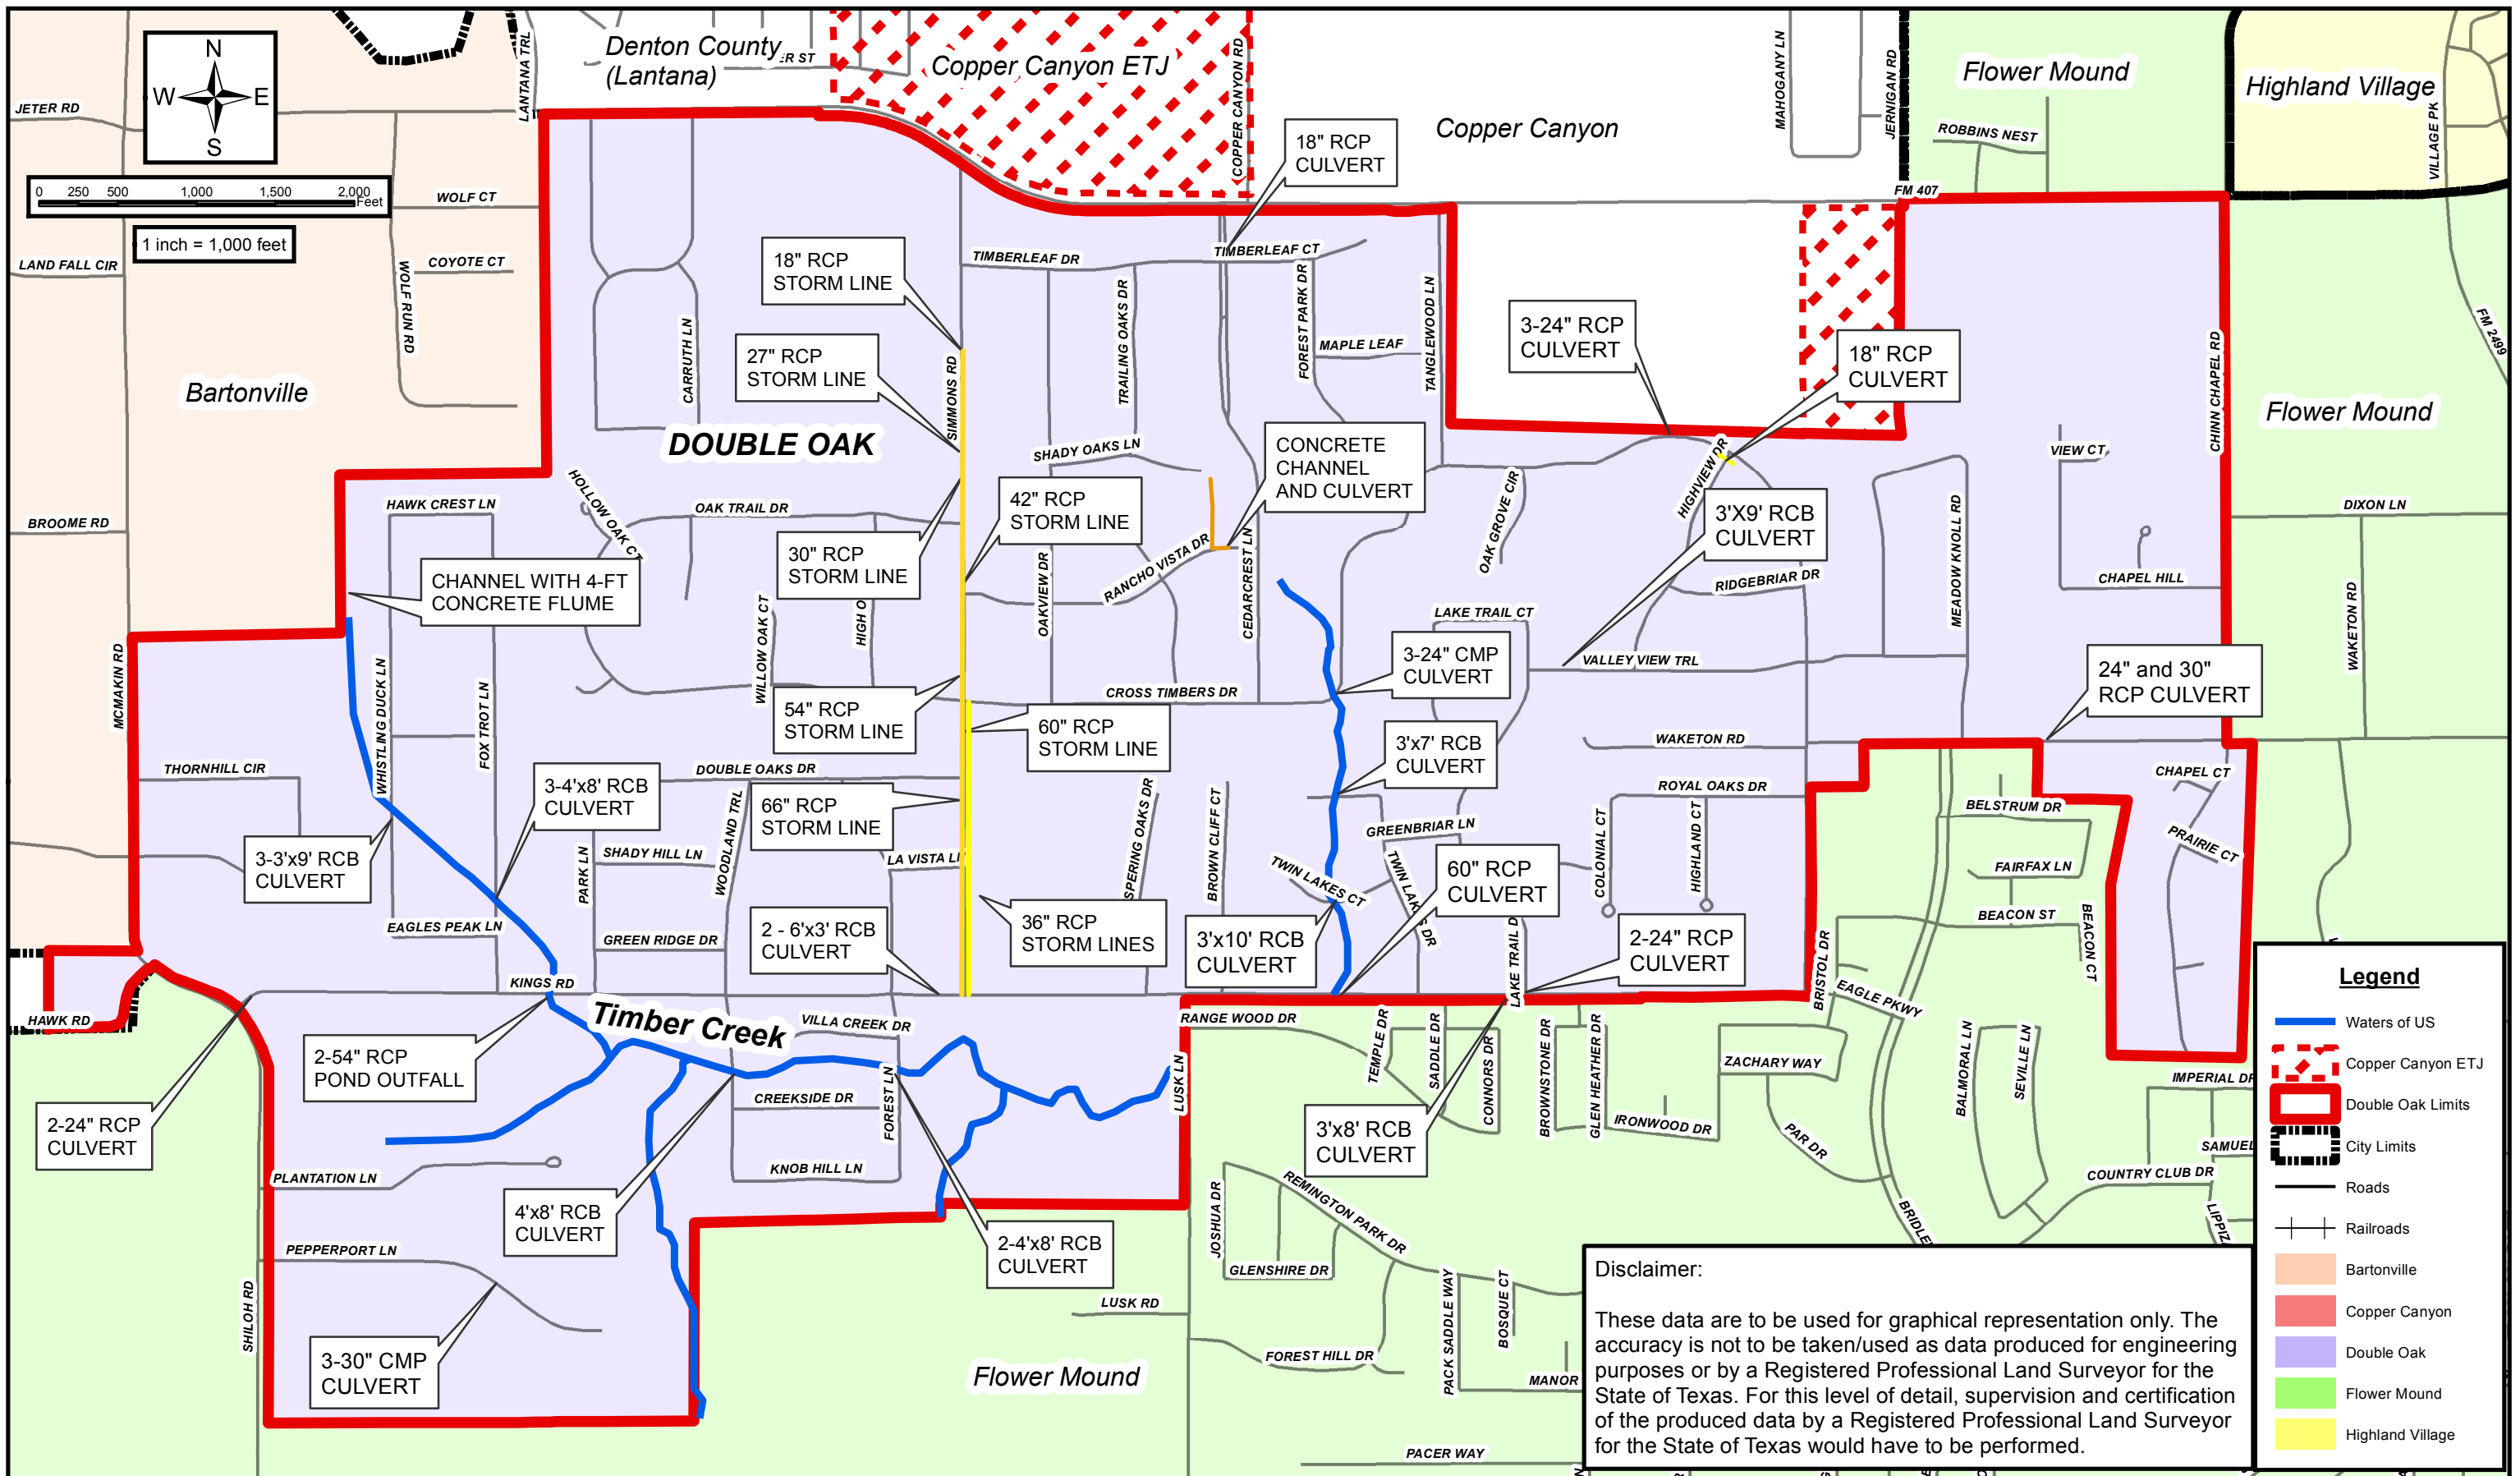 N
W
E
S
0 250 500 1,000 1,500 2,000
Feet
1 inch = 1,000 feet
JETER RD
LANTANA TRL
Denton County
(Lantana)
ER ST
Copper Canyon ETJ
COPPER CANYON RD
Copper Canyon
MAHOGANY LN
JERNIGAN RD
Flower Mound
ROBBINS NEST
Highland Village
VILLAGE PK
FM 407
FM 2499
WOLF CT
LAND FALL CIR
COYOTE CT
WOLF RUN RD
Bartonville
BROOME RD
MCMAKIN RD
18" RCP
CULVERT
18" RCP
STORM LINE
27" RCP
STORM LINE
TIMBERLEAF DR
TIMBERLEAF CT
CARRUTH LN
SIMMONS RD
TRAILING OAKS DR
FOREST PARK DR
MAPLE LEAF
TANGLEWOOD LN
3-24" RCP
CULVERT
18" RCP
CULVERT
CHINN CHAPEL RD
Flower Mound
DOUBLE OAK
SHADY OAKS LN
CONCRETE
CHANNEL
AND CULVERT
HIGHVIEW DR
VIEW CT
HAWK CREST LN
HOLLOW OAK CT
OAK TRAIL DR
42" RCP
STORM LINE
30" RCP
STORM LINE
OAK GROVE CIR
3'X9' RCB
CULVERT
MEADOW KNOLL RD
DIXON LN
CHANNEL WITH 4-FT
CONCRETE FLUME
WILLOW OAK CT
HIGH O
OAKVIEW DR
RANCHO VISTA DR
CEDARCREST LN
LAKE TRAIL CT
RIDGEBRIAR DR
CHAPEL HILL
WAKETON RD
WHISTLING DUCK LN
FOX TROT LN
3-24" CMP
CULVERT
VALLEY VIEW TRL
24" and 30"
RCP CULVERT
54" RCP
STORM LINE
CROSS TIMBERS DR
60" RCP
STORM LINE
3'x7' RCB
CULVERT
WAKETON RD
THORNHILL CIR
DOUBLE OAKS DR
3-4'x8' RCB
CULVERT
66" RCP
STORM LINE
SPERING OAKS DR
BROWN CLIFF CT
ROYAL OAKS DR
CHAPEL CT
BELSTRUM DR
3-3'x9' RCB
CULVERT
PARK LN
SHADY HILL LN
WOODLAND TRL
LA VISTA LN
GREENBRIAR LN
TWIN LAKES CT
TWIN LAKES DR
60" RCP
CULVERT
COLONIAL CT
HIGHLAND CT
PRAIRIE CT
FAIRFAX LN
EAGLES PEAK LN
GREEN RIDGE DR
2 - 6'x3' RCB
CULVERT
36" RCP
STORM LINES
3'x10' RCB
CULVERT
LAKE TRAIL D
2-24" RCP
CULVERT
BRISTOL DR
BEACON ST
BEACON CT
KINGS RD
HAWK RD
Timber Creek
VILLA CREEK DR
RANGE WOOD DR
EAGLE PKWY
2-54" RCP
POND OUTFALL
FOREST LN
LUSK LN
TEMPLE DR
SADDLE DR
CONNORS DR
BROWNSTONE DR
GLEN HEATHER DR
ZACHARY WAY
BALMORAL LN
SEVILLE LN
IMPERIAL DR
CREEKSIDE DR
2-24" RCP
CULVERT
3'x8' RCB
CULVERT
IRONWOOD DR
PAR DR
SAMUEL
PLANTATION LN
KNOB HILL LN
COUNTRY CLUB DR
LIPPIZ
4'x8' RCB
CULVERT
2-4'x8' RCB
CULVERT
JOSHUA DR
REMINGTON PARK DR
GLENSHIRE DR
BRIDLE
PEPPERPORT LN
SHILOH RD
LUSK RD
PACK SADDLE WAY
BOSQUE CT
3-30" CMP
CULVERT
Flower Mound
FOREST HILL DR
MANOR
PACER WAY
Disclaimer:
These data are to be used for graphical representation only. The
accuracy is not to be taken/used as data produced for engineering
purposes or by a Registered Professional Land Surveyor for the
State of Texas. For this level of detail, supervision and certification
of the produced data by a Registered Professional Land Surveyor
for the State of Texas would have to be performed.
Legend
Waters of US
Copper Canyon ETJ
Double Oak Limits
City Limits
Roads
Railroads
Bartonville
Copper Canyon
Double Oak
Flower Mound
Highland Village